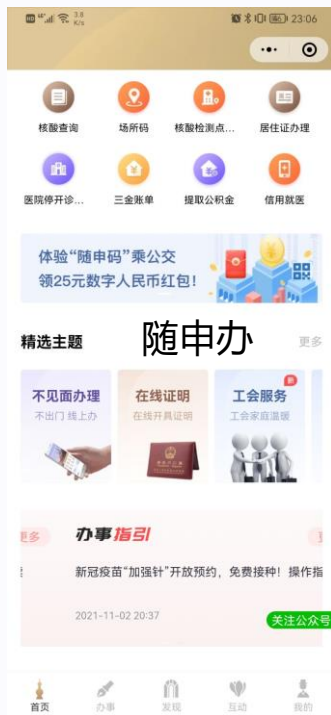 3.8
K/s
46
23:06
核酸查询
场所码
核酸检测点...
居住证办理
医院停开诊...
三金账单
提取公积金
信用就医
体验“随申码”乘公交
领25元数字人民币红包!
精选主题
随申办
更多
不见面办理
不出门 线上办
在线证明
在线开具证明
工会服务
工会家庭温暖
更多
办事指引
新冠疫苗“加强针”开放预约，免费接种！操作指
2021-11-02 20:37
关注公众号
首页
办事
发现
互动
我的